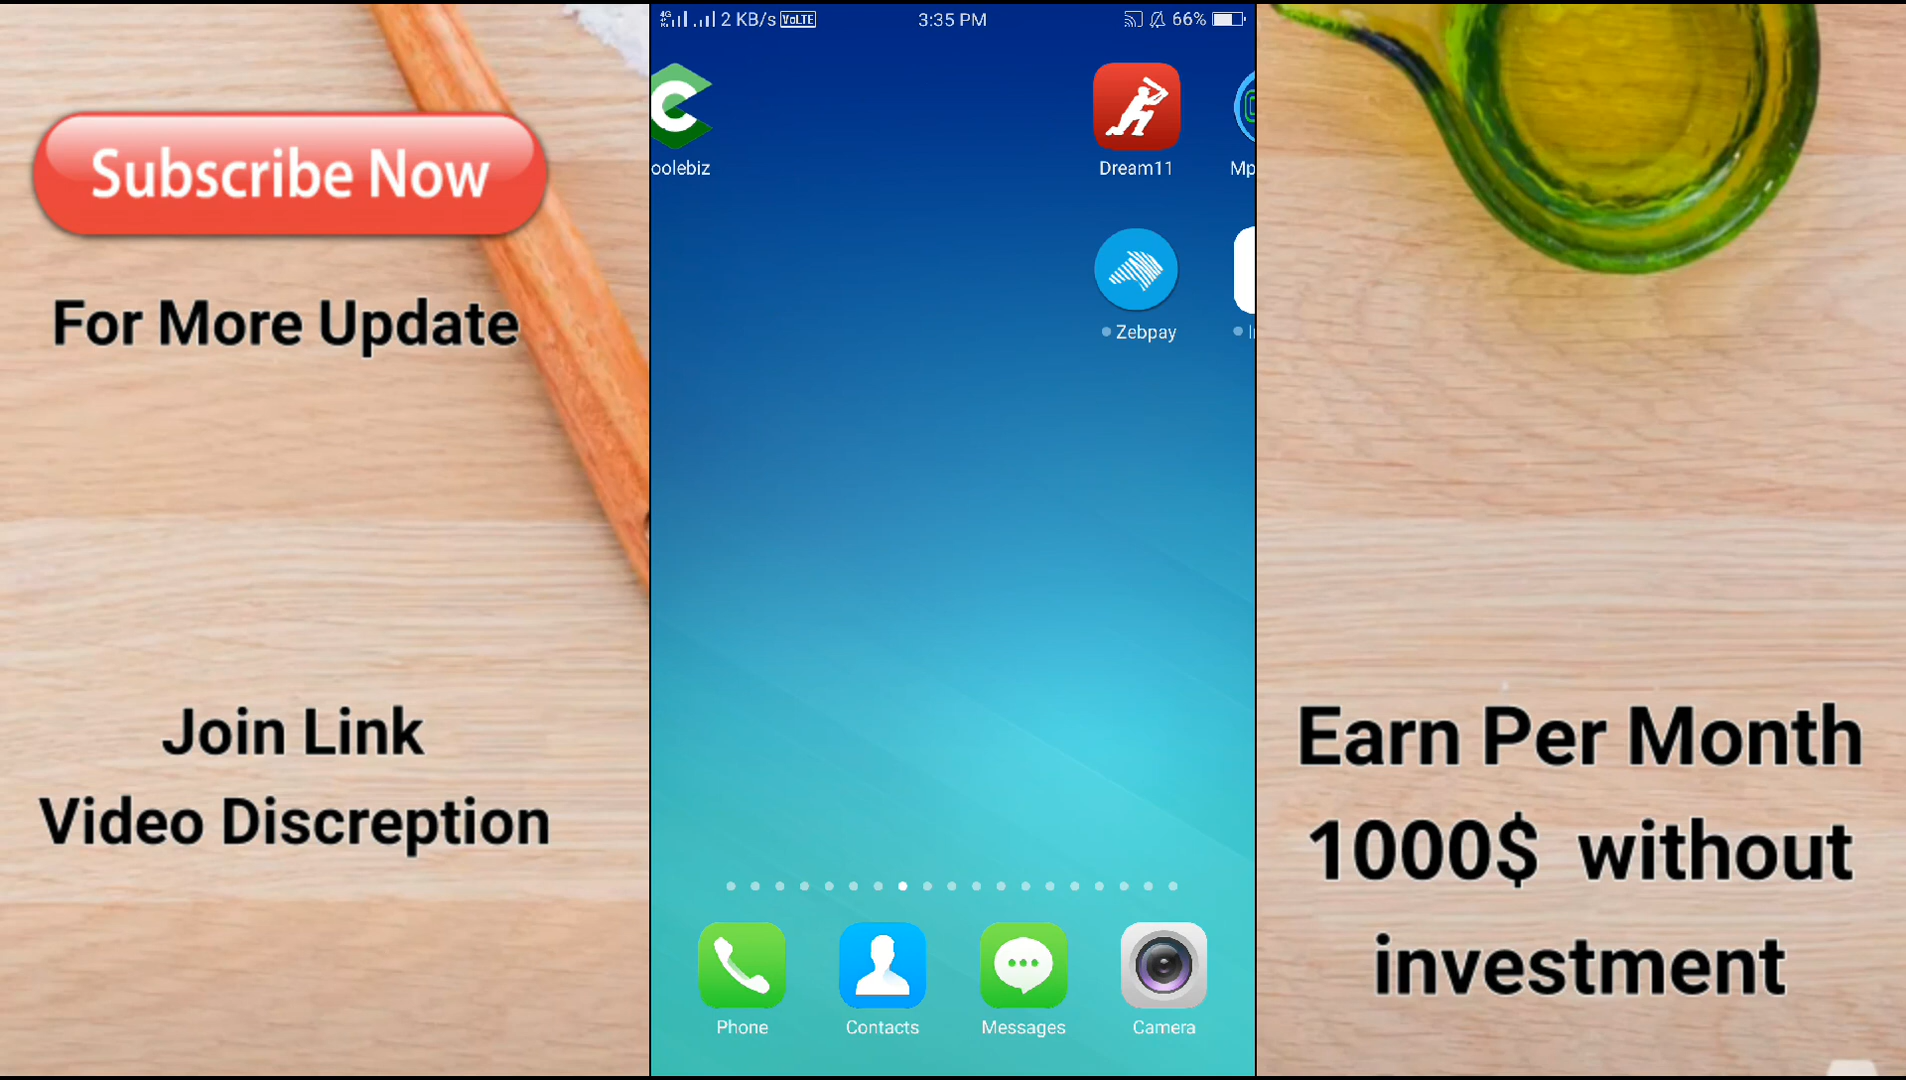 Subscribe Now
For More Update
Join Link
Video Discreption
4G 2 KB/s VoLTE 3:35 PM 66%
oolebiz
Dream11
Mp
Zebpay
Phone
Contacts
Messages
Camera
Earn Per Month
1000$ without
investment